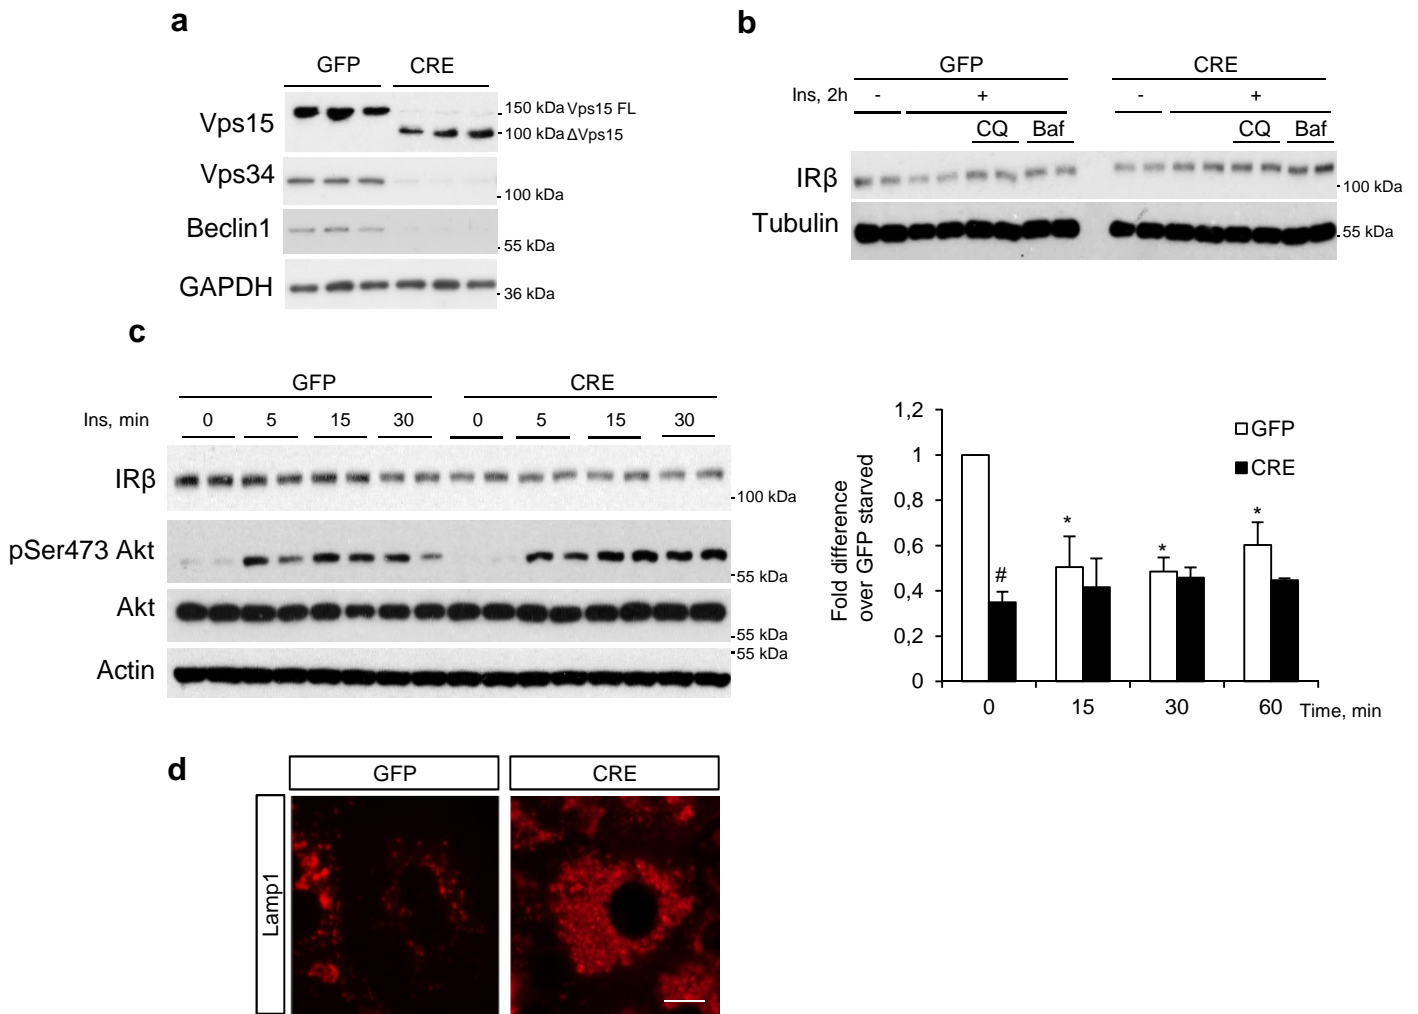 a
GFP CRE
Vps15
150 kDa Vps15 FL
100 kDa ΔVps15
Vps34
100 kDa
Beclin1
55 kDa
GAPDH
36 kDa
b
GFP CRE
Ins, 2h - + - +
CQ Baf CQ Baf
IRβ
100 kDa
Tubulin
55 kDa
c
GFP CRE
Ins, min 0 5 15 30 0 5 15 30
IRβ
100 kDa
pSer473 Akt
55 kDa
Akt
55 kDa
55 kDa
Actin
Fold difference
over GFP starved
1,2
1
0,8
0,6
0,4
0,2
0
GFP
CRE
#
*
*
*
0 15 30 60 Time, min
d
GFP CRE
Lamp1